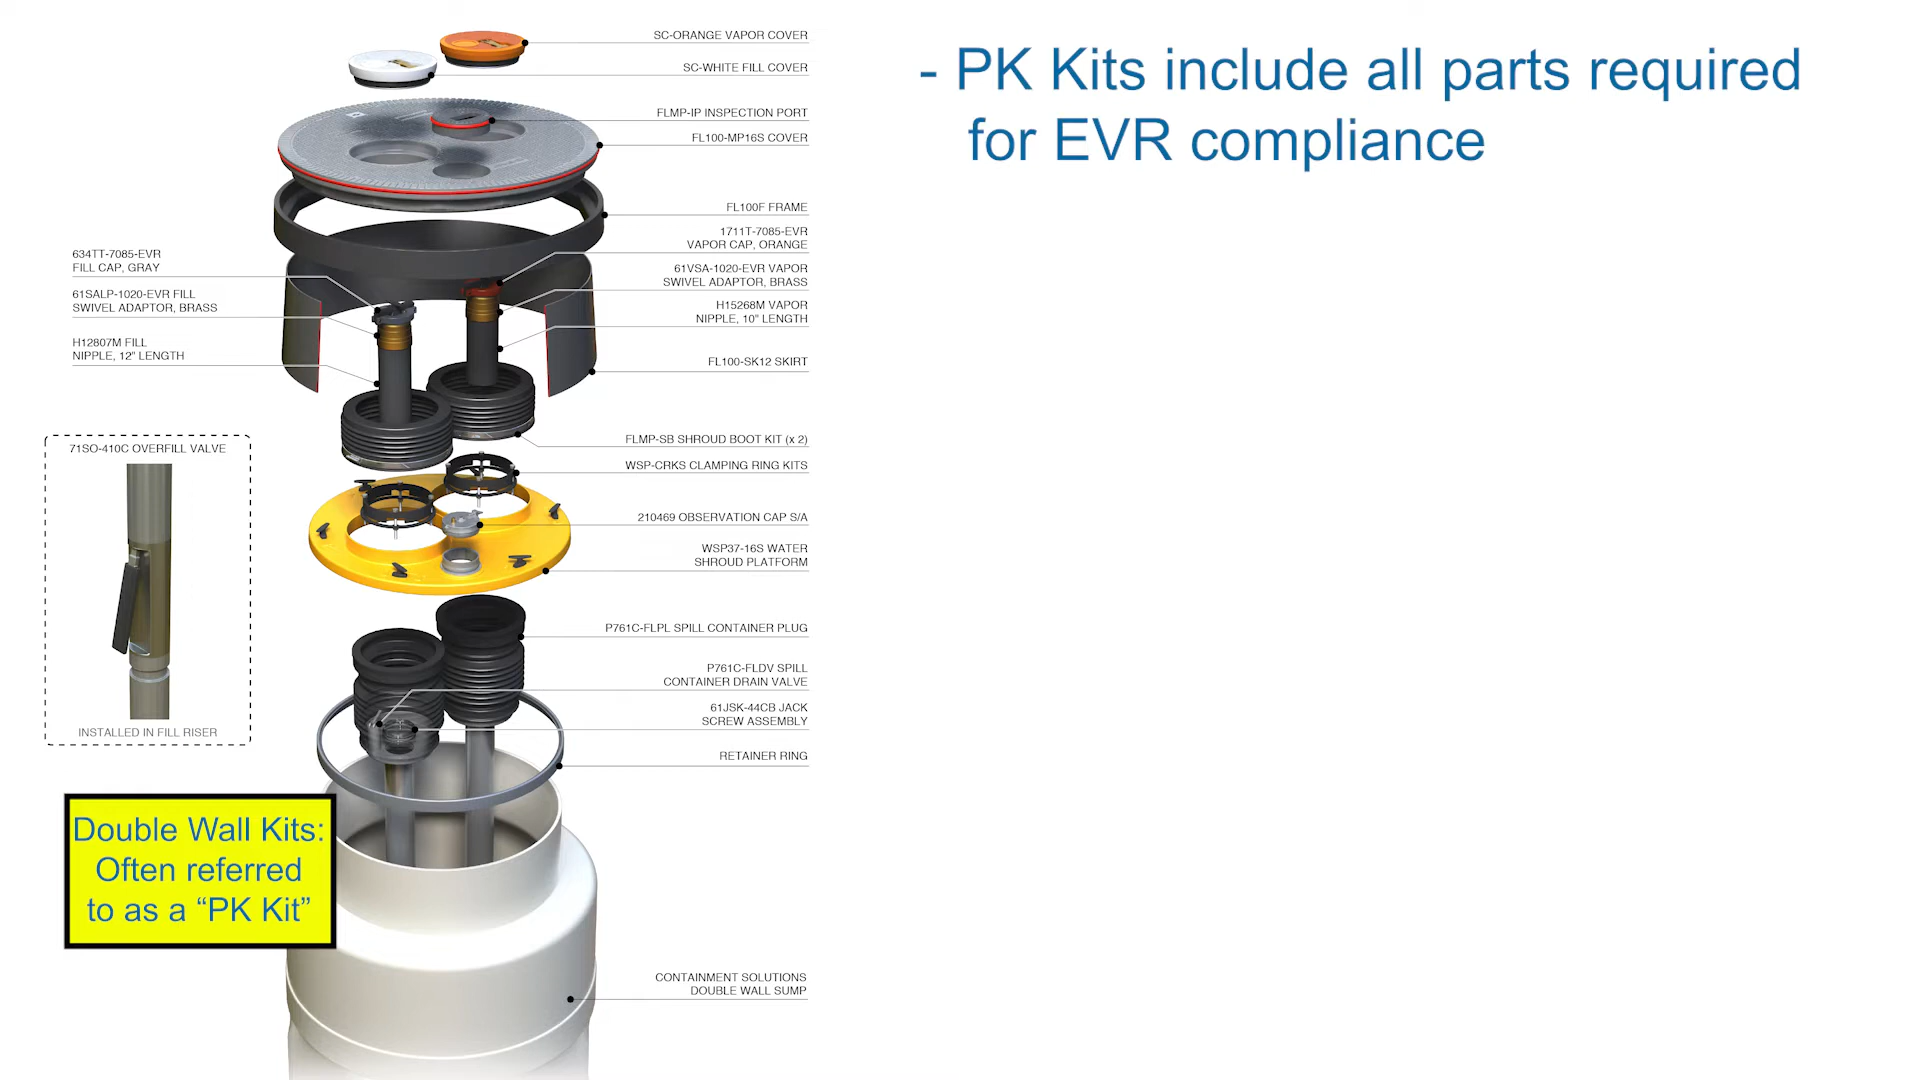 SC-ORANGE VAPOR COVER
SC-WHITE FILL COVER
FLMP-IP INSPECTION PORT
FL100-MP16S COVER
FL100F FRAME
1711T-7085-EVR
VAPOR CAP, ORANGE
61VSA-1020-EVR VAPOR
SWIVEL ADAPTOR, BRASS
H15268M VAPOR
NIPPLE, 10" LENGTH
FL100-SK12 SKIRT
634TT-7085-EVR
FILL CAP, GRAY
61SALP-1020-EVR FILL
SWIVEL ADAPTOR, BRASS
H12807M FILL
NIPPLE, 12" LENGTH
FLMP-SB SHROUD BOOT KIT (x 2)
WSP-CRKS CLAMPING RING KITS
210469 OBSERVATION CAP S/A
WSP37-16S WATER
SHROUD PLATFORM
P761C-FLPL SPILL CONTAINER PLUG
P761C-FLDV SPILL
CONTAINER DRAIN VALVE
61JSK-44CB JACK
SCREW ASSEMBLY
RETAINER RING
71SO-410C OVERFILL VALVE
INSTALLED IN FILL RISER
Double Wall Kits:
Often referred
to as a “PK Kit”
CONTAINMENT SOLUTIONS
DOUBLE WALL SUMP
- PK Kits include all parts required
for EVR compliance